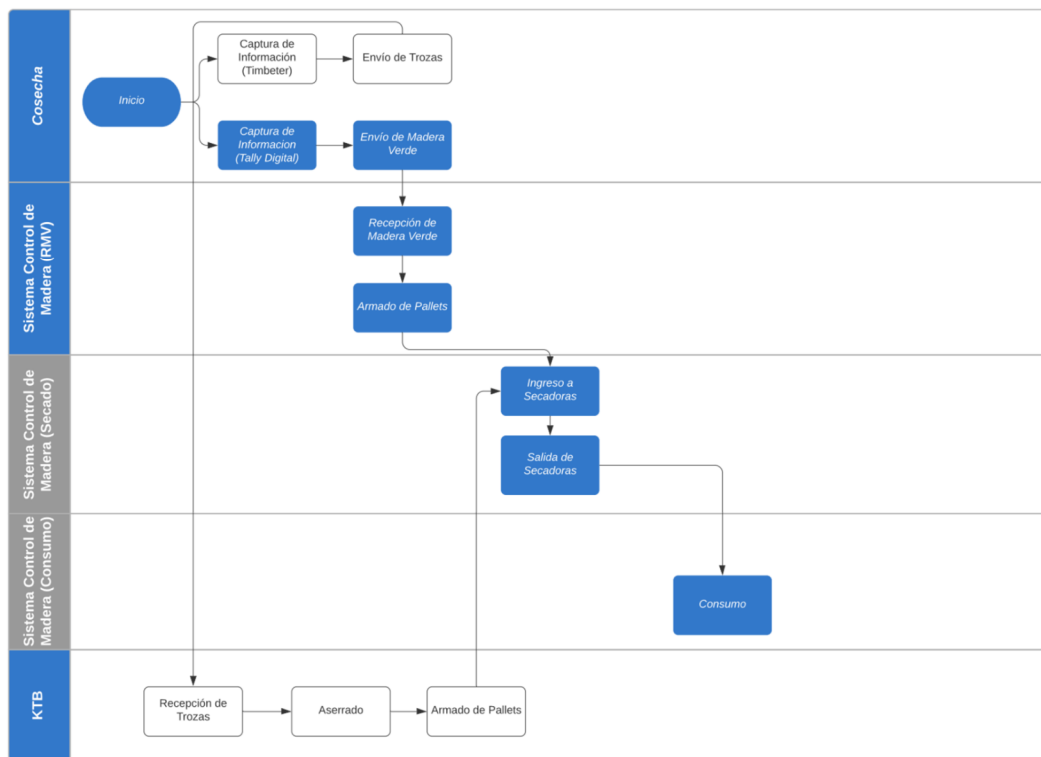 Cosecha
Inicio
Captura de
Información
(Timbeter)
Envío de Trozas
Captura de
Informacion
(Tally Digital)
Envío de Madera
Verde
Sistema Control de
Madera (RMV)
Recepción de
Madera Verde
Armado de Pallets
Sistema Control de
Madera (Secado)
Ingreso a
Secadoras
Salida de
Secadoras
Sistema Control de
Madera (Consumo)
Consumo
KTB
Recepción de
Trozas
Aserrado
Armado de Pallets